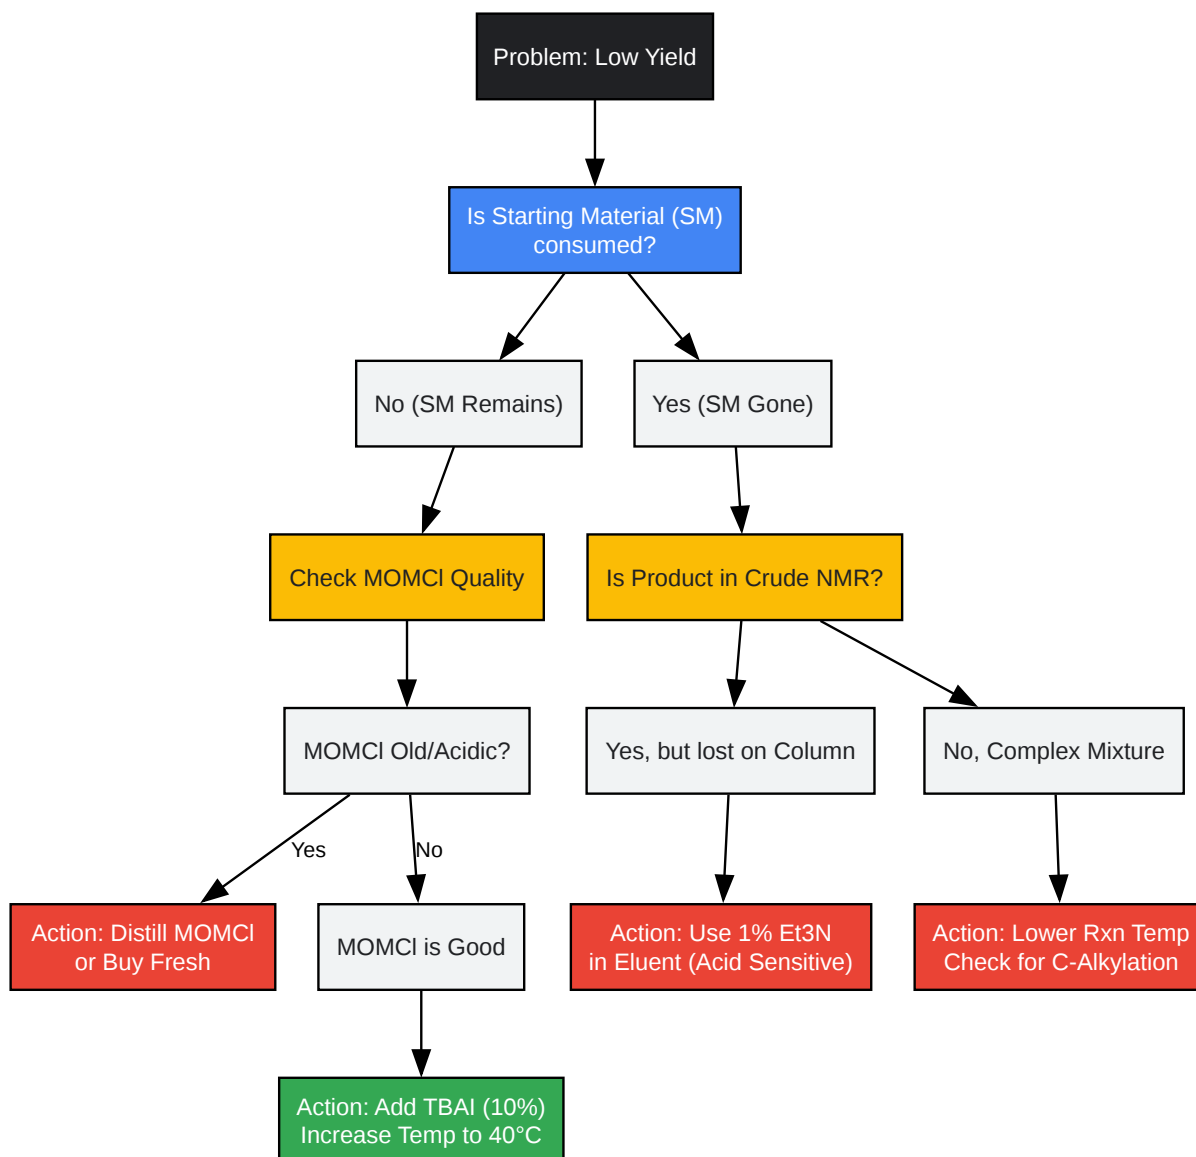 Problem: Low Yield
Is Starting Material (SM)
consumed?
No (SM Remains)
Yes (SM Gone)
Check MOMCl Quality
Is Product in Crude NMR?
MOMCl Old/Acidic?
Yes, but lost on Column
No, Complex Mixture
Yes
No
Action: Distill MOMCl
or Buy Fresh
MOMCl is Good
Action: Use 1% Et3N
in Eluent (Acid Sensitive)
Action: Lower Rxn Temp
Check for C-Alkylation
Action: Add TBAI (10%)
Increase Temp to 40°C